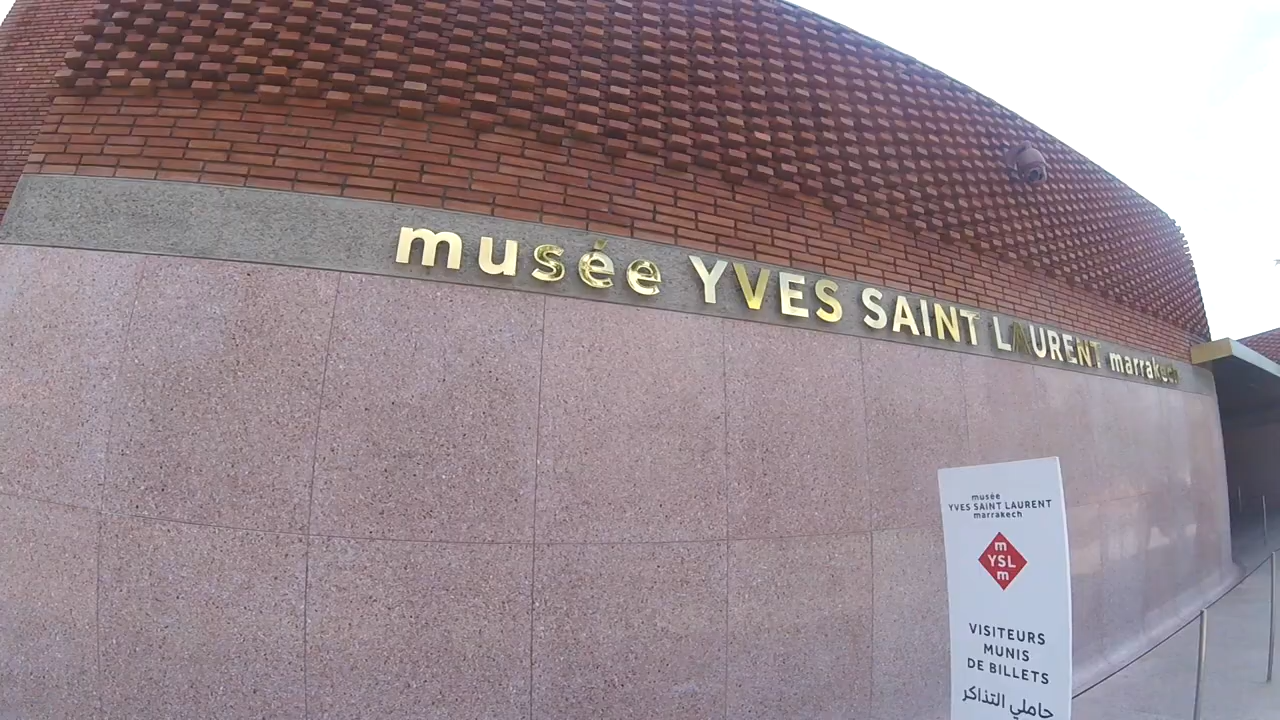 musée YVES SAINT LAURENT marrakech
musée
YVES SAINT LAURENT
marrakech
m
YSL
m
VISITEURS
MUNIS
DE BILLETS
حاملي التذاكر